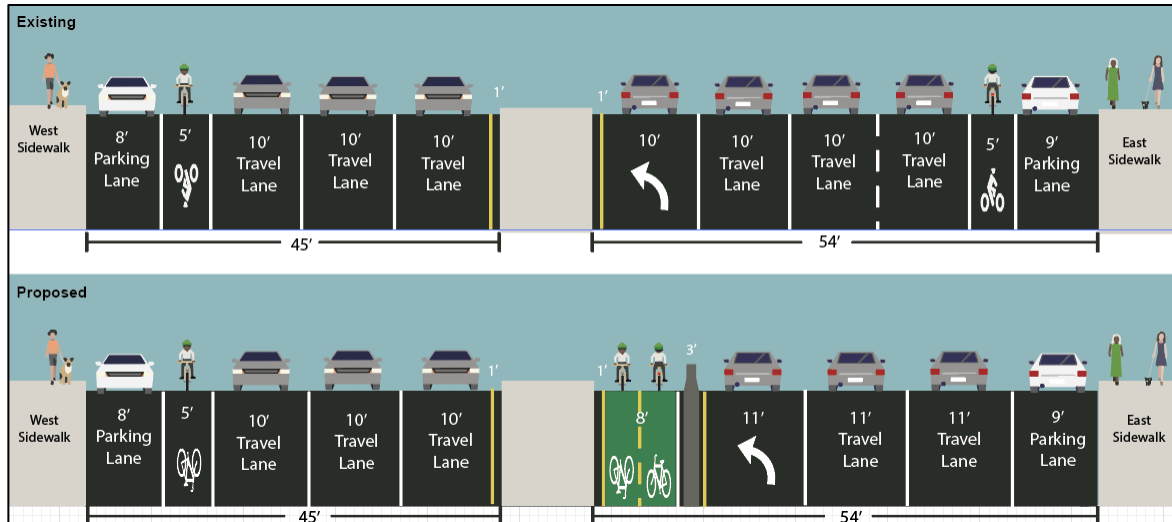 Existing
1'
1'
West
Sidewalk
8'
Parking
Lane
5'
10'
Travel
Lane
10'
Travel
Lane
10'
Travel
Lane
10'
10'
Travel
Lane
10'
Travel
Lane
10'
Travel
Lane
5'
9'
Parking
Lane
East
Sidewalk
45'
54'
Proposed
1'
1'
3'
West
Sidewalk
8'
Parking
Lane
5'
10'
Travel
Lane
10'
Travel
Lane
10'
Travel
Lane
8'
11'
11'
Travel
Lane
11'
Travel
Lane
9'
Parking
Lane
East
Sidewalk
45'
54'